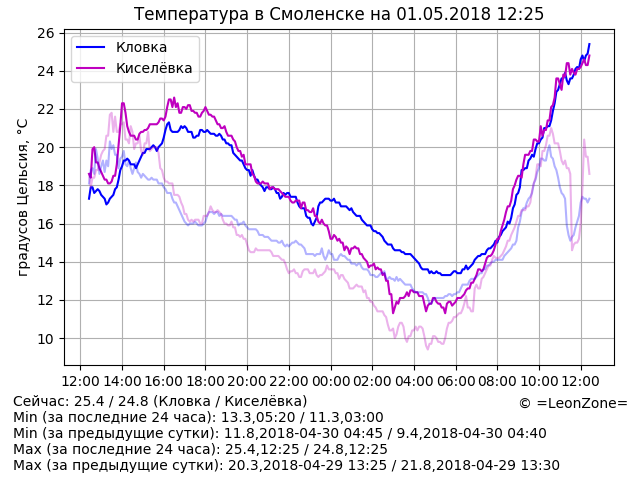 Температура в Смоленске на 01.05.2018 12:25
Кловка
Киселёвка
градусов Цельсия, °C
26
24
22
20
18
16
14
12
10
12:00 14:00 16:00 18:00 20:00 22:00 00:00 02:00 04:00 06:00 08:00 10:00 12:00
Сейчас: 25.4 / 24.8 (Кловка / Киселёвка)
© =LeonZone=
Min (за последние 24 часа): 13.3,05:20 / 11.3,03:00
Min (за предыдущие сутки): 11.8,2018-04-30 04:45 / 9.4,2018-04-30 04:40
Max (за последние 24 часа): 25.4,12:25 / 24.8,12:25
Max (за предыдущие сутки): 20.3,2018-04-29 13:25 / 21.8,2018-04-29 13:30